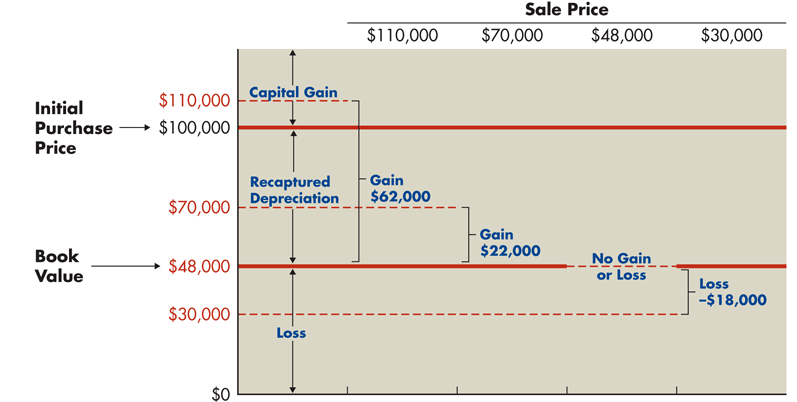 Sale Price
$110,000 $70,000 $48,000 $30,000
Capital Gain
$110,000
Initial
Purchase
Price
$100,000
Recaptured
Depreciation
Gain
$62,000
$70,000
Gain
$22,000
Book
Value
$48,000
No Gain
or Loss
Loss
–$18,000
$30,000
Loss
$0